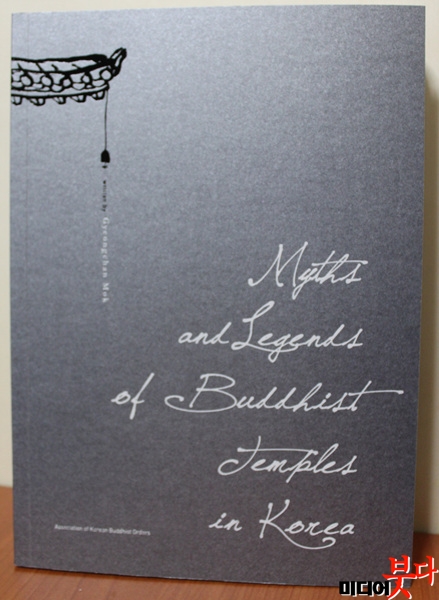 written by Gyeongchan Mok
Myths
and Legends
of Buddhist
Temples
in Korea
Association of Korean Buddhist Orders
미디어붓다